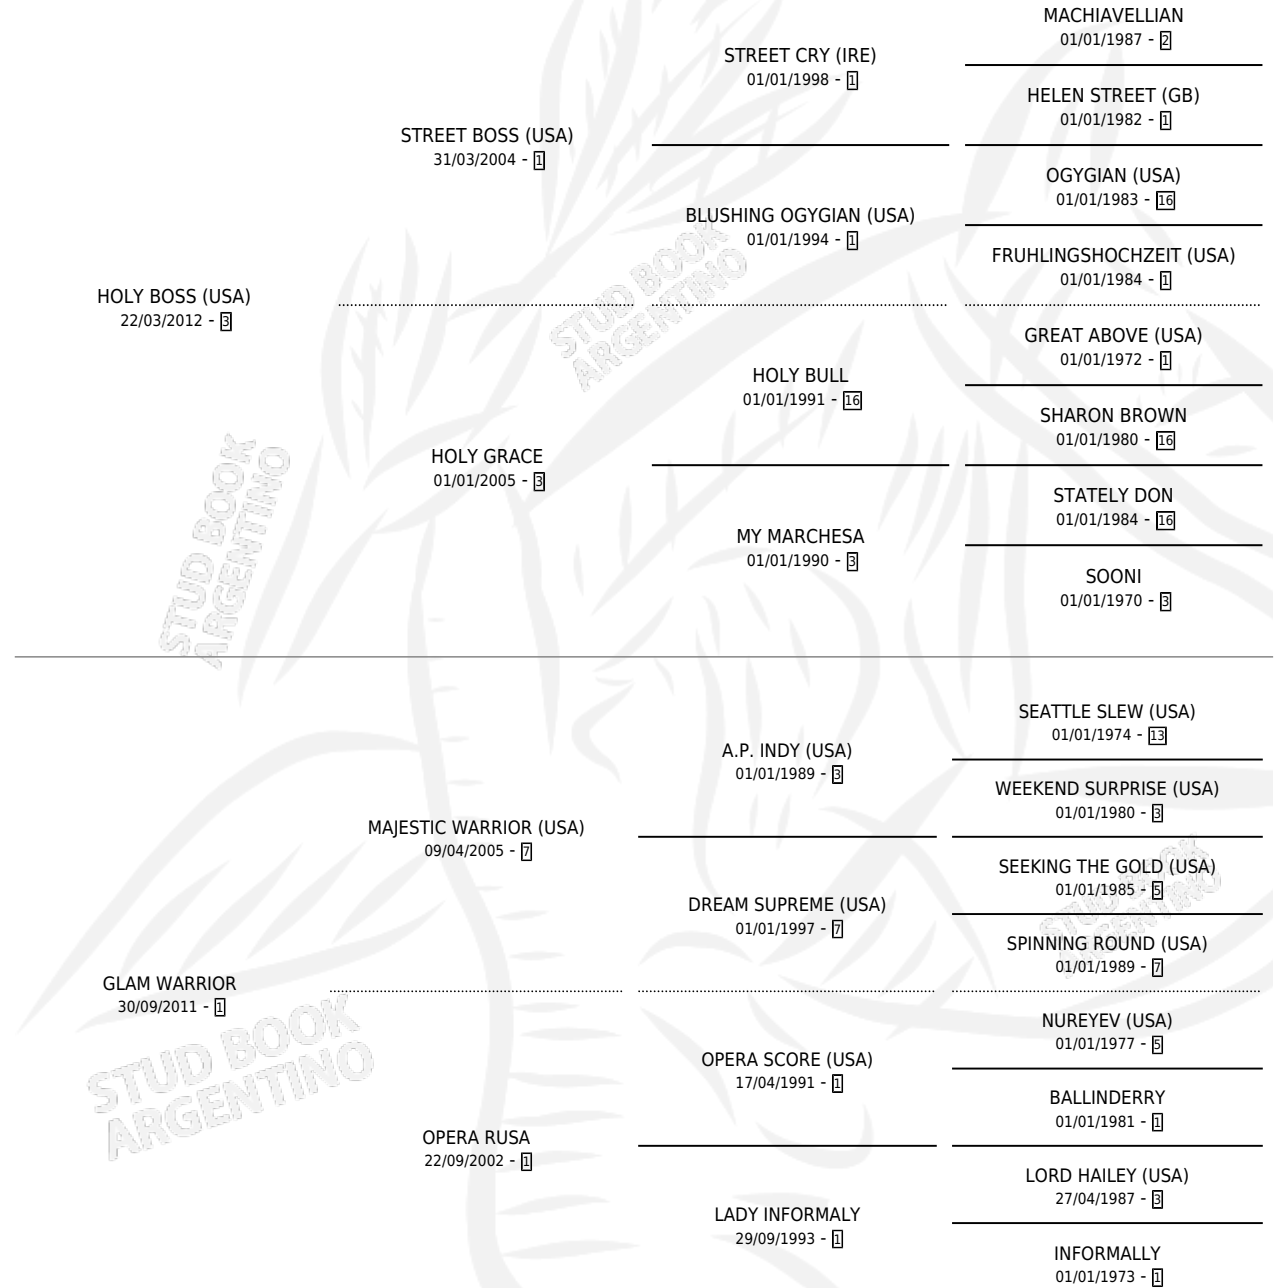 MACHIAVELLIAN
01/01/1987 - 2
STREET CRY (IRE)
01/01/1998 - 1
HELEN STREET (GB)
01/01/1982 - 1
STREET BOSS (USA)
31/03/2004 - 1
OGYGIAN (USA)
01/01/1983 - 16
BLUSHING OGYGIAN (USA)
01/01/1994 - 1
FRUHLINGSHOCHZEIT (USA)
01/01/1984 - 1
HOLY BOSS (USA)
22/03/2012 - 3
STUD BOOK
ARGENTINO
GREAT ABOVE (USA)
01/01/1972 - 1
HOLY BULL
01/01/1991 - 16
SHARON BROWN
01/01/1980 - 16
HOLY GRACE
01/01/2005 - 3
STATELY DON
01/01/1984 - 16
MY MARCHESA
01/01/1990 - 3
SOONI
01/01/1970 - 3
STUD BOOK
ARGENTINO
SEATTLE SLEW (USA)
01/01/1974 - 13
A.P. INDY (USA)
01/01/1989 - 3
WEEKEND SURPRISE (USA)
01/01/1980 - 3
MAJESTIC WARRIOR (USA)
09/04/2005 - 7
SEEKING THE GOLD (USA)
01/01/1985 - 5
DREAM SUPREME (USA)
01/01/1997 - 7
SPINNING ROUND (USA)
01/01/1989 - 7
STUD BOOK
ARGENTINO
GLAM WARRIOR
30/09/2011 - 1
NUREYEV (USA)
01/01/1977 - 5
OPERA SCORE (USA)
17/04/1991 - 1
BALLINDERRY
01/01/1981 - 1
STUD BOOK
ARGENTINO
OPERA RUSA
22/09/2002 - 1
LORD HAILEY (USA)
27/04/1987 - 3
LADY INFORMALY
29/09/1993 - 1
INFORMALLY
01/01/1973 - 1